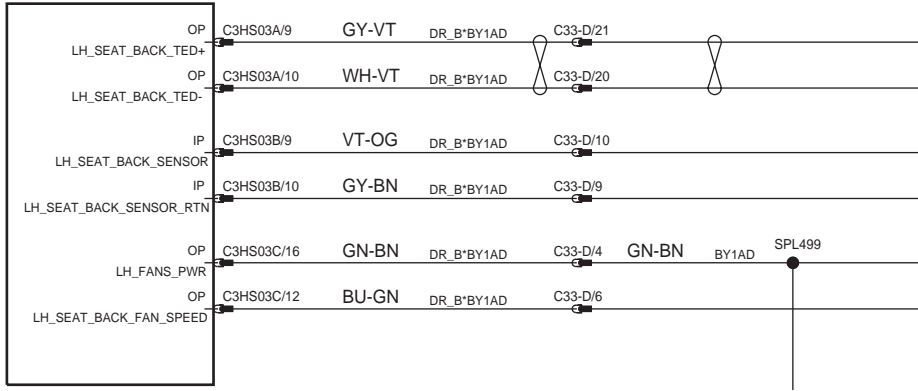 OP C3HS03A/9 GY-VT DR_B*BY1AD C33-D/21
LH_SEAT_BACK_TED+
OP C3HS03A/10 WH-VT DR_B*BY1AD C33-D/20
LH_SEAT_BACK_TED-
IP C3HS03B/9 VT-OG DR_B*BY1AD C33-D/10
LH_SEAT_BACK_SENSOR
IP C3HS03B/10 GY-BN DR_B*BY1AD C33-D/9
LH_SEAT_BACK_SENSOR_RTN
OP C3HS03C/16 GN-BN DR_B*BY1AD C33-D/4 GN-BN BY1AD SPL499
LH_FANS_PWR
OP C3HS03C/12 BU-GN DR_B*BY1AD C33-D/6
LH_SEAT_BACK_FAN_SPEED